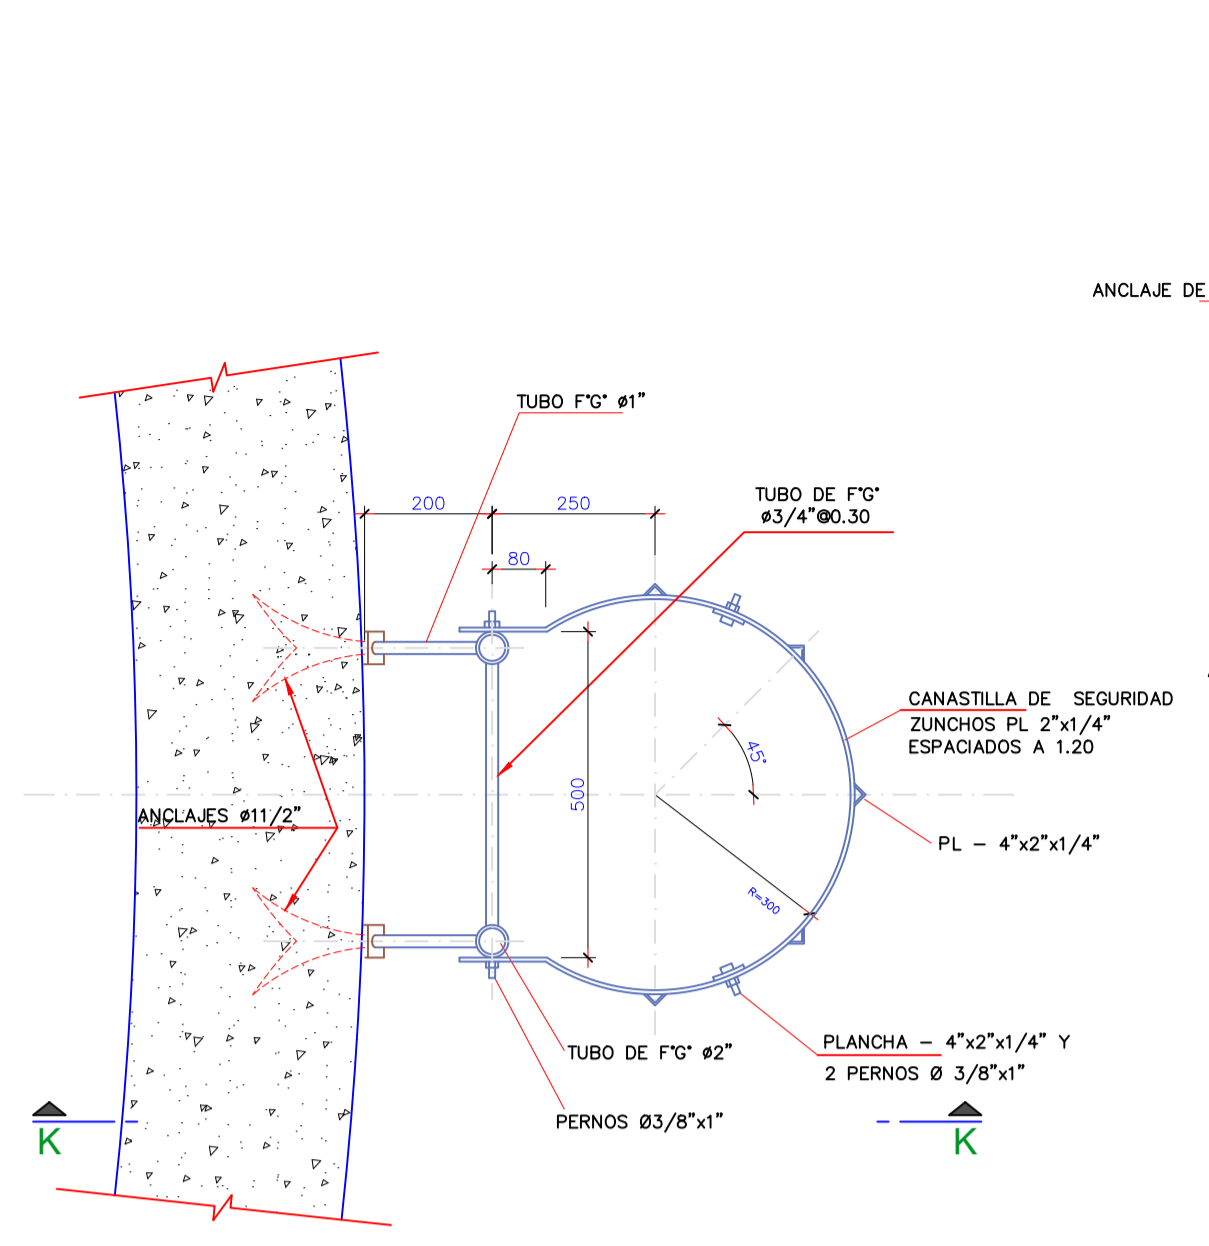 ANCLAJE DE
TUBO F°G° ø1"
200
250
TUBO DE F°G°
ø3/4"@0.30
80
CANASTILLA DE SEGURIDAD
ZUNCHOS PL 2"x1/4"
ESPACIADOS A 1.20
45°
500
ANCLAJES ø11/2"
PL – 4"x2"x1/4"
R=300
PLANCHA – 4"x2"x1/4" Y
2 PERNOS Ø 3/8"x1"
TUBO DE F°G° ø2"
PERNOS Ø3/8"x1"
K
K